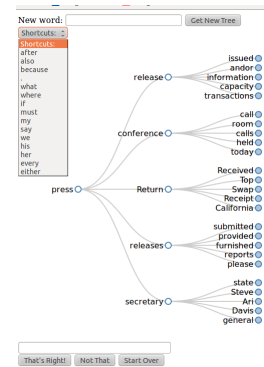 New word: Get New Tree
Shortcuts:
Shortcuts:
after
also
because
,
what
where
if
must
my
say
we
his
her
every
either
press
release
issued
andor
information
capacity
transactions
conference
call
room
calls
held
today
Return
Received
Top
Swap
Receipt
California
releases
submitted
provided
furnished
reports
please
secretary
state
Steve
Ari
Davis
general
That's Right! Not That Start Over